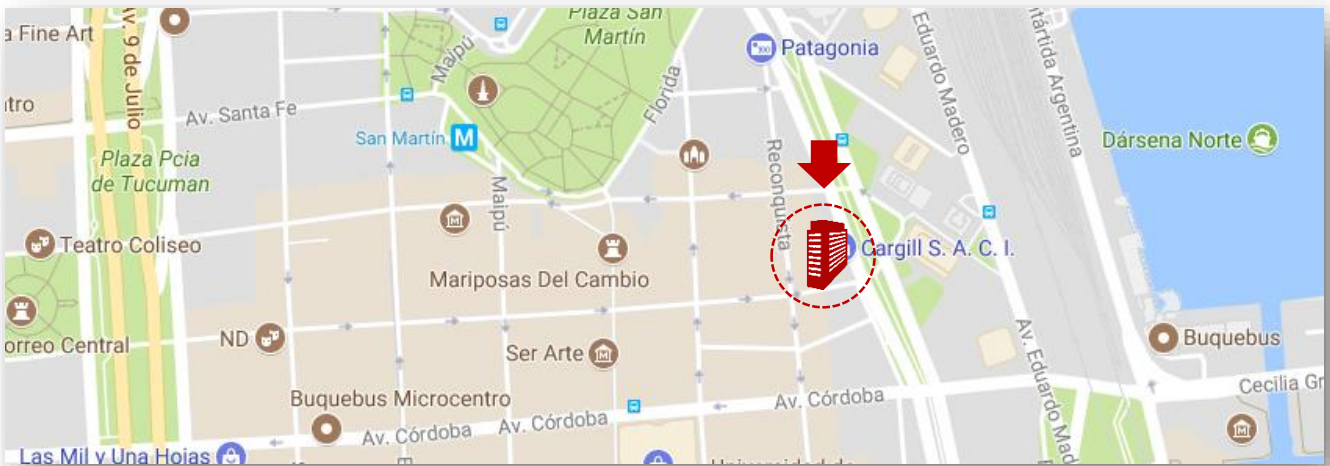 Plaza San
Martín
a Fine Art
Av. 9 de Julio
Maipú
Florida
Patagonia
Eduardo Madero
Antártida Argentina
Av. Santa Fe
San Martín M
Dársena Norte
Plaza Pcia
de Tucuman
Maipú
Reconquista
Teatro Coliseo
Cargill S. A. C. I.
Mariposas Del Cambio
orreo Central
ND
Ser Arte
Av. Eduardo Mad
Buquebus
Buquebus Microcentro
Av. Córdoba
Av. Córdoba
Av. Córdoba
Cecilia Gr
Las Mil y Una Hojas